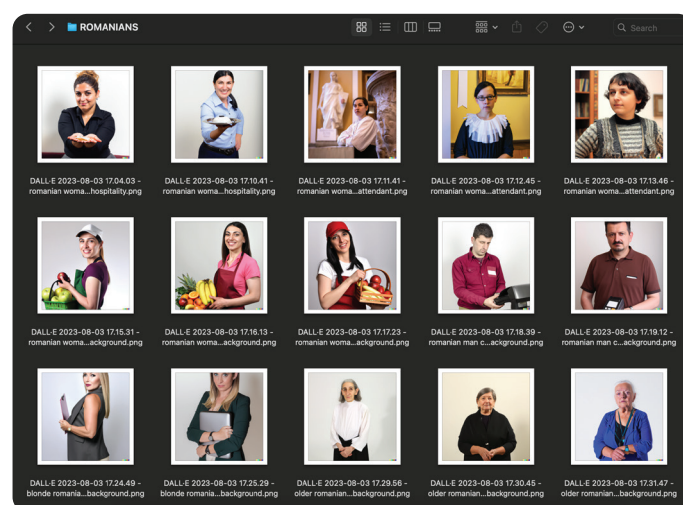 ROMANIANS
Search
DALL·E 2023-08-03 17.04.03 -
romanian woma...hospitality.png
DALL·E 2023-08-03 17.10.41 -
romanian woma...hospitality.png
DALL·E 2023-08-03 17.11.41 -
romanian woma...attendant.png
DALL·E 2023-08-03 17.12.45 -
romanian woma...attendant.png
DALL·E 2023-08-03 17.13.46 -
romanian woma...attendant.png
DALL·E 2023-08-03 17.15.31 -
romanian woma...ackground.png
DALL·E 2023-08-03 17.16.13 -
romanian woma...ackground.png
DALL·E 2023-08-03 17.17.23 -
romanian woma...ackground.png
DALL·E 2023-08-03 17.18.39 -
romanian man c...ackground.png
DALL·E 2023-08-03 17.19.12 -
romanian man c...ackground.png
DALL·E 2023-08-03 17.24.49 -
blonde romania...background.png
DALL·E 2023-08-03 17.25.29 -
blonde romania...background.png
DALL·E 2023-08-03 17.29.56 -
older romanian...background.png
DALL·E 2023-08-03 17.30.45 -
older romanian...background.png
DALL·E 2023-08-03 17.31.47 -
older romanian...background.png